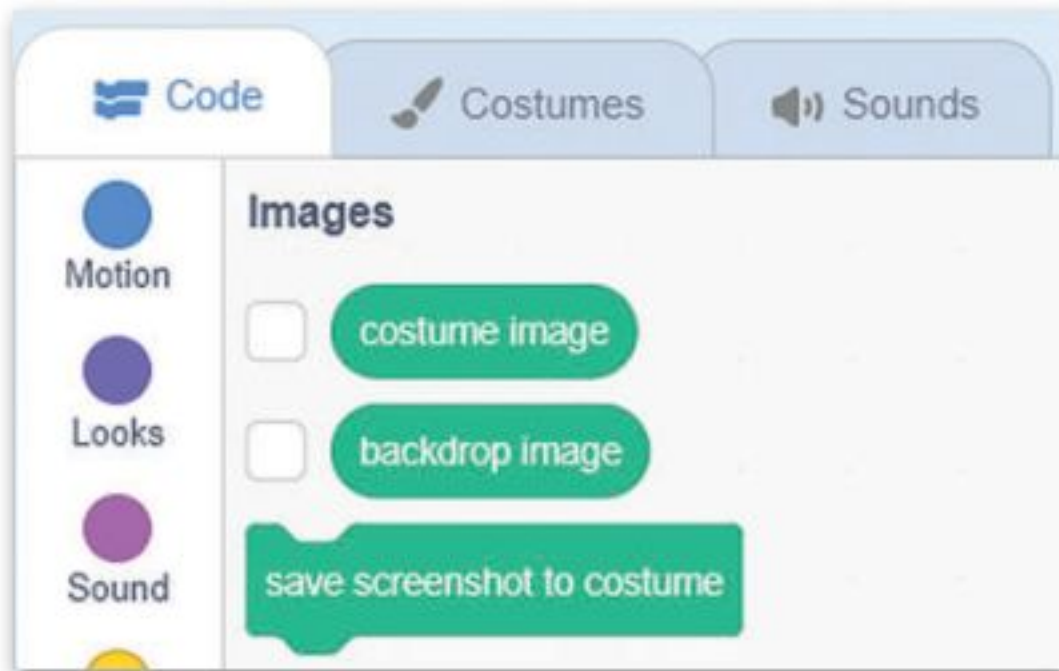 Code Costumes Sounds
Images
Motion
costume image
Looks
backdrop image
Sound
save screenshot to costume